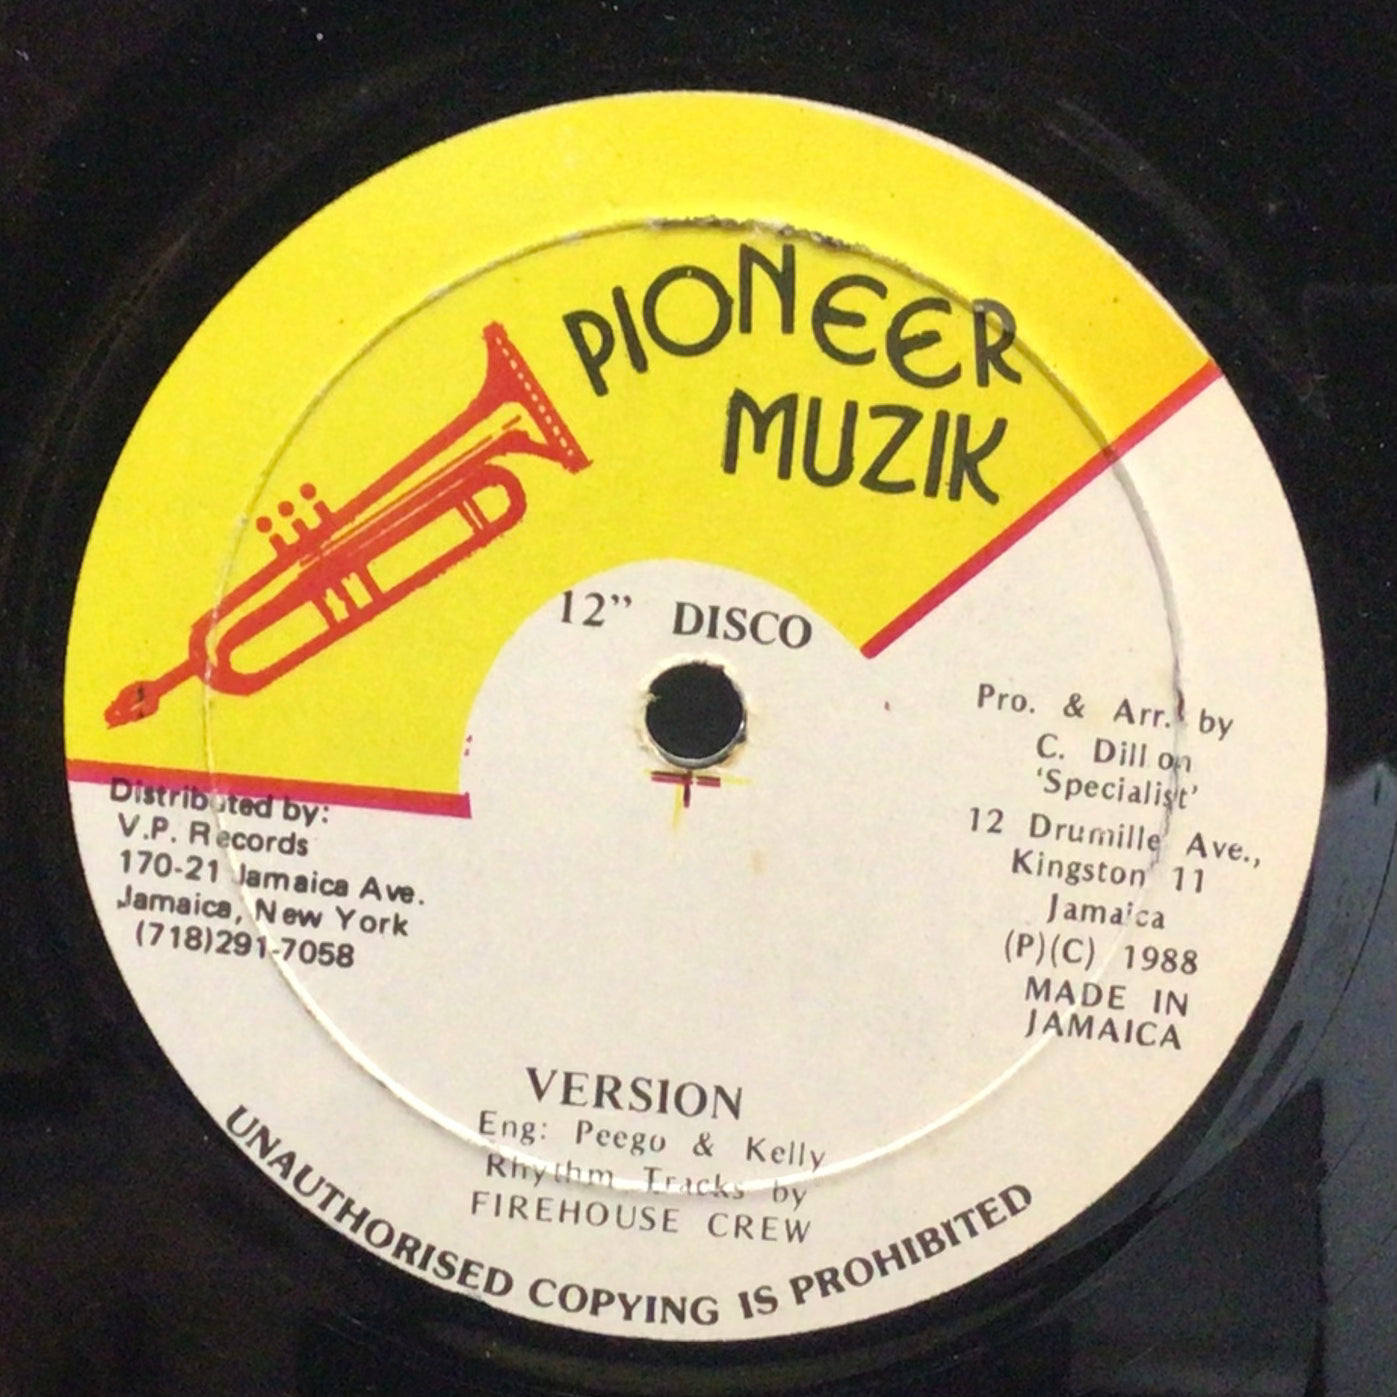 PIONEER
MUZIK
12” DISCO
Distributed by:
V.P. Records
170-21 Jamaica Ave.
Jamaica, New York
(718)291-7058
Pro. & Arr. by
C. Dillon
‘Specialist’
12 Drumille Ave.,
Kingston 11
Jamaica
(P)(C) 1988
MADE IN
JAMAICA
VERSION
Eng: Peego & Kelly
Rhythm Tracks by
FIREHOUSE CREW
UNAUTHORISED COPYING IS PROHIBITED